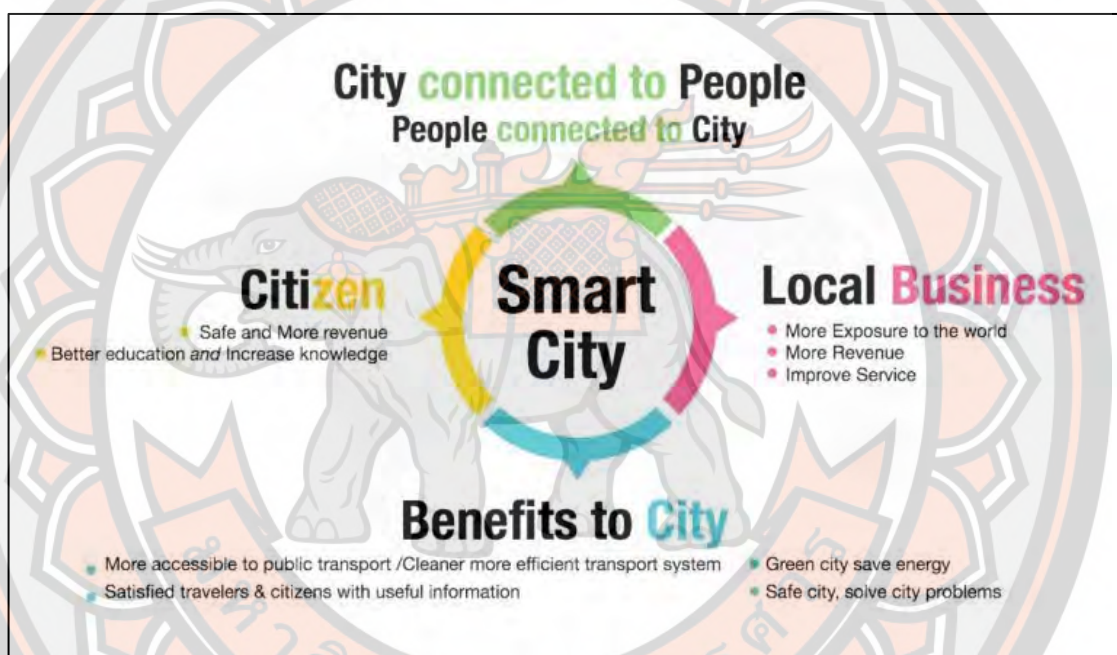 City connected to People
People connected to City
Citizen
Safe and More revenue
Better education and Increase knowledge
Smart
City
Local Business
More Exposure to the world
More Revenue
Improve Service
Benefits to City
More accessible to public transport /Cleaner more efficient transport system
Satisfied travelers & citizens with useful information
Green city save energy
Safe city, solve city problems